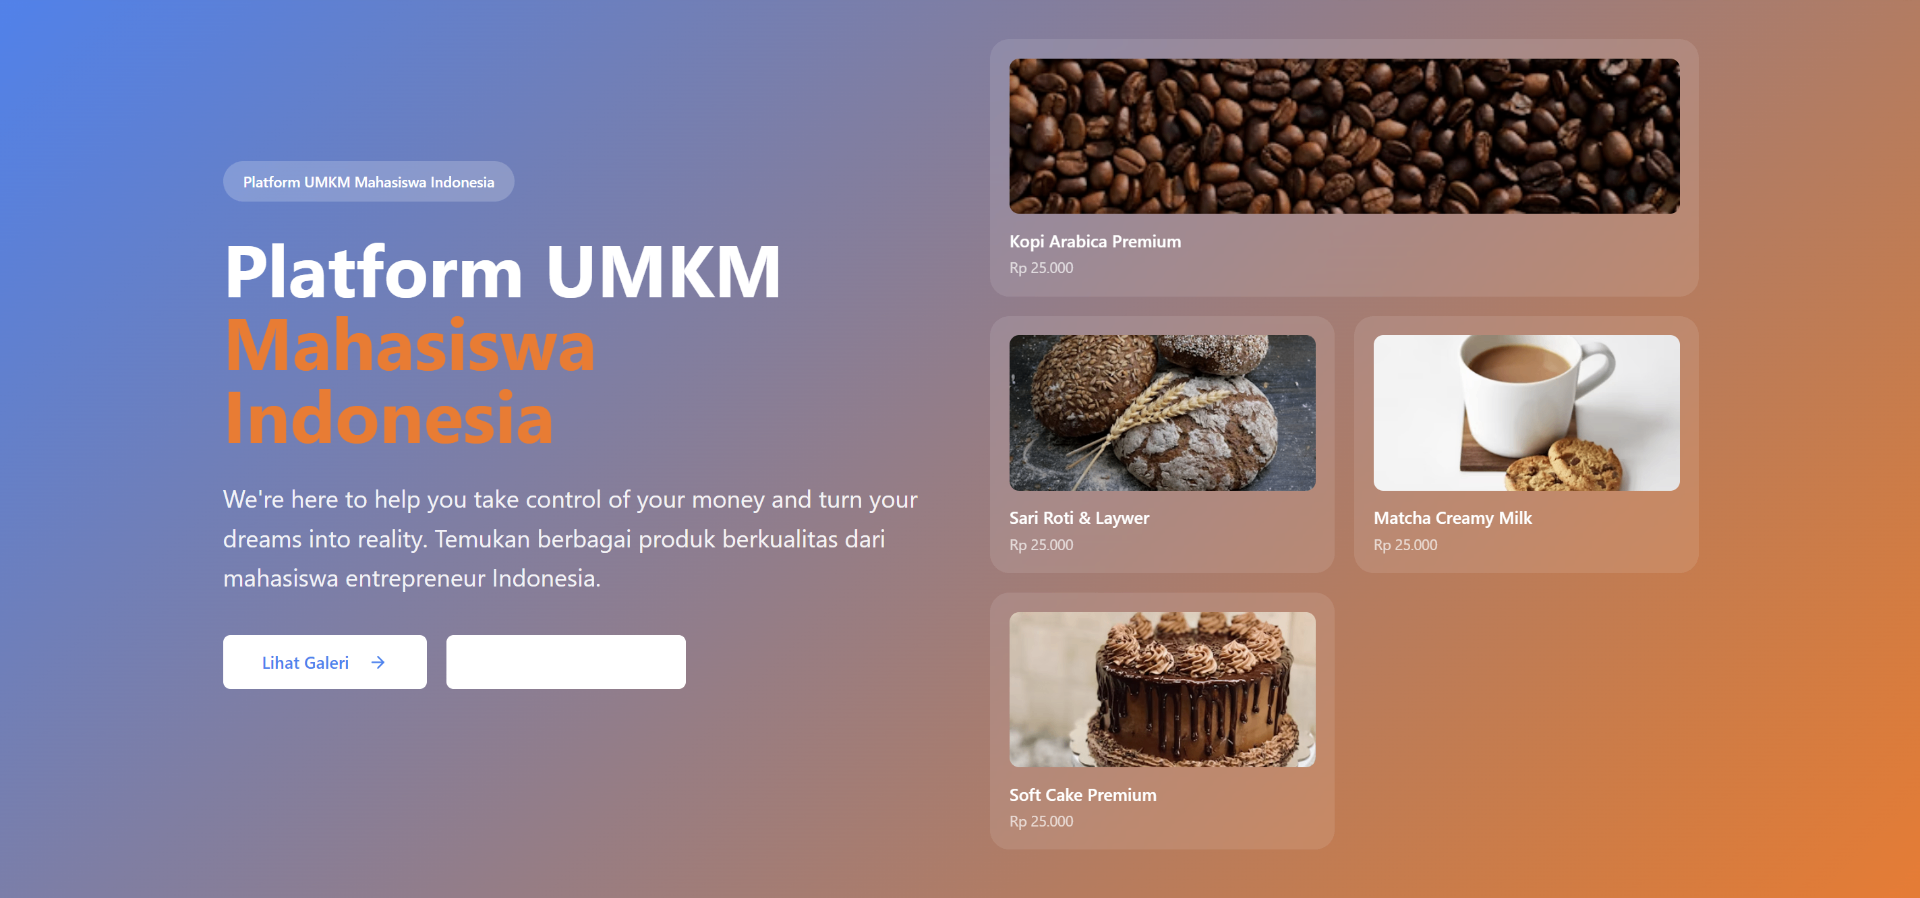 Platform UMKM Mahasiswa Indonesia
Platform UMKM
Mahasiswa
Indonesia
We're here to help you take control of your money and turn your
dreams into reality. Temukan berbagai produk berkualitas dari
mahasiswa entrepreneur Indonesia.
Lihat Galeri
Kopi Arabica Premium
Rp 25.000
Sari Roti & Laywer
Rp 25.000
Matcha Creamy Milk
Rp 25.000
Soft Cake Premium
Rp 25.000